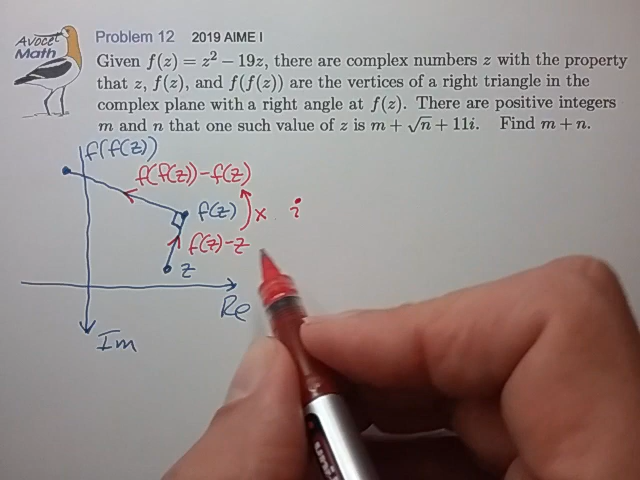 Avocet
Math
Problem 12 2019 AIME I
Given f(z) = z² − 19z, there are complex numbers z with the property
that z, f(z), and f(f(z)) are the vertices of a right triangle in the
complex plane with a right angle at f(z). There are positive integers
m and n that one such value of z is m + √n + 11i. Find m + n.
f(f(z))
f(f(z)) − f(z)
f(z) x i
f(z) − z
z
Re
Im
uni